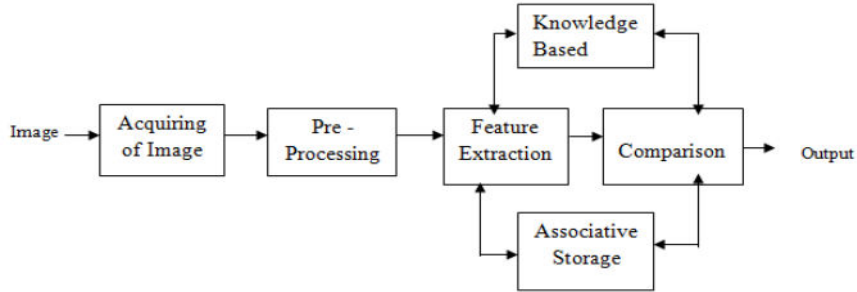 Knowledge
Based
Image
Acquiring
of Image
Pre -
Processing
Feature
Extraction
Comparison
Output
Associative
Storage